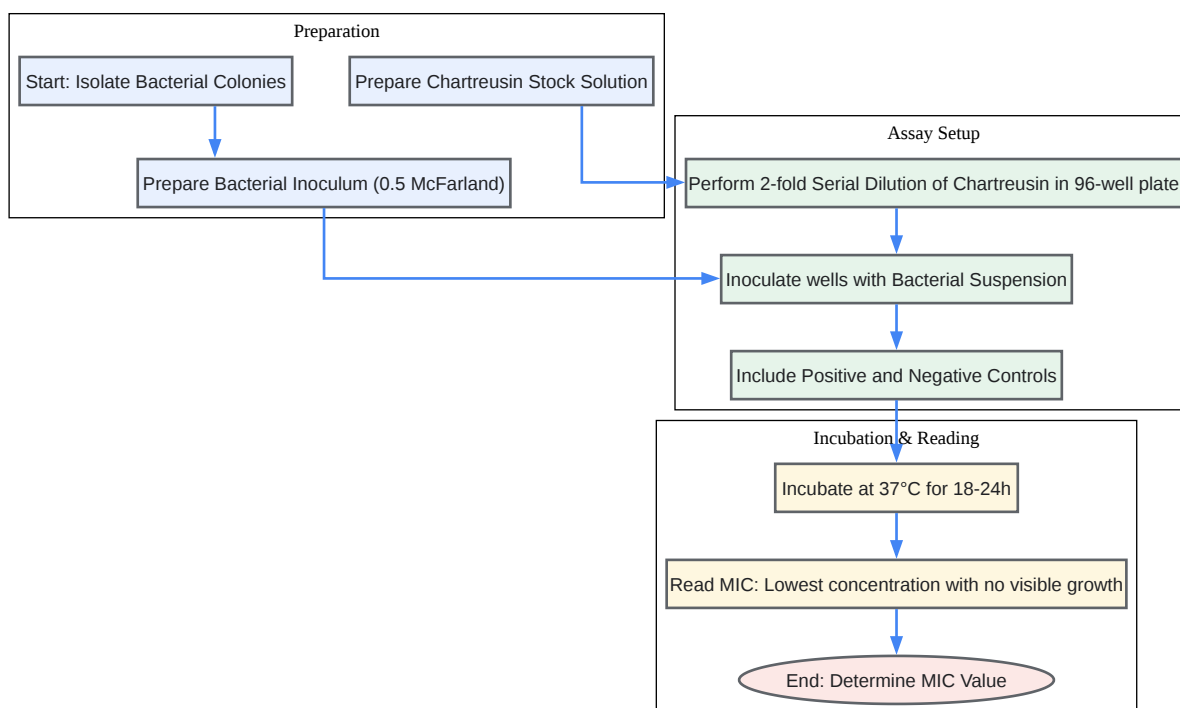 Preparation
Start: Isolate Bacterial Colonies
Prepare Chartreusin Stock Solution
Prepare Bacterial Inoculum (0.5 McFarland)
Assay Setup
Perform 2-fold Serial Dilution of Chartreusin in 96-well plate
Inoculate wells with Bacterial Suspension
Include Positive and Negative Controls
Incubation & Reading
Incubate at 37°C for 18-24h
Read MIC: Lowest concentration with no visible growth
End: Determine MIC Value